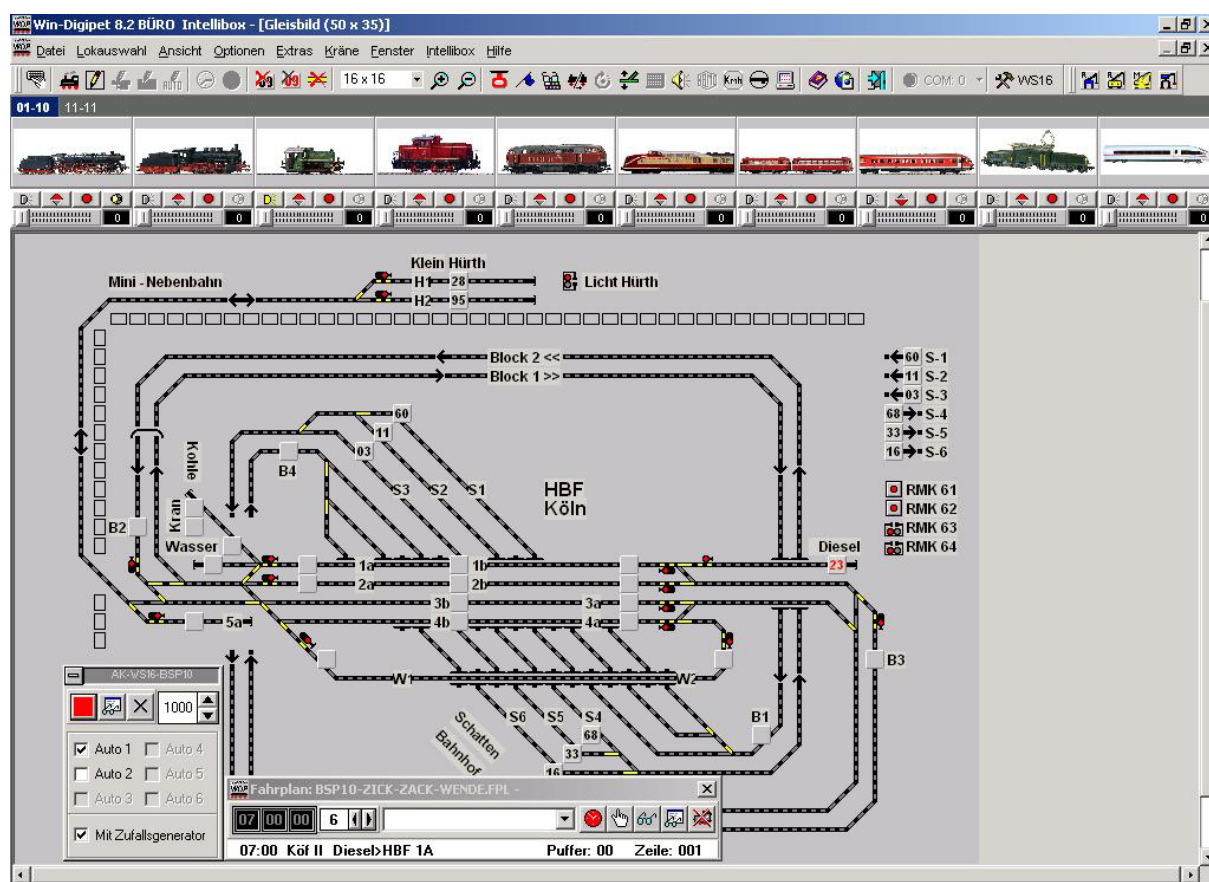 Win-Digipet 8.2 BÜRO Intellibox - [Gleisbild (50 x 35)]
Datei Lokauswahl Ansicht Optionen Extras Kräne Fenster Intellibox Hilfe
16 x 16 COM: 0 WS16
01-10 11-11
D: D: D: D: D: D: D: D: D: D:
0 0 0 0 0 0 0 0 0 0
Klein Hürth
Mini - Nebenbahn H1 28 Licht Hürth
H2 95
Block 2 << 60 S-1
Block 1 >> 11 S-2
03 S-3
60 68 S-4
11 33 S-5
03 16 S-6
Kohle B4
S3 S2 S1 HBF RMK 61
Köln RMK 62
Kran B2 RMK 63
Wasser Diesel RMK 64
1a 1b 23
2a 2b
3b 3a
5a 4b 4a
B3
W1 W2
AK-WS16-BSP10
1000
S6 S5 S4 B1
Schatten
Bahnhof
68
33
16
Auto 1 Auto 4
Auto 2 Auto 5
Auto 3 Auto 6
Mit Zufallsgenerator
Fahrplan: BSP10-ZICK-ZACK-WENDE.FPL -
07 00 00 6
07:00 Köf II Diesel>HBF 1A Puffer: 00 Zeile: 001